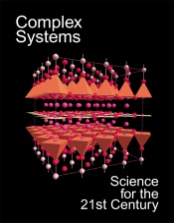 Complex
Systems
Science
for the
21st Century